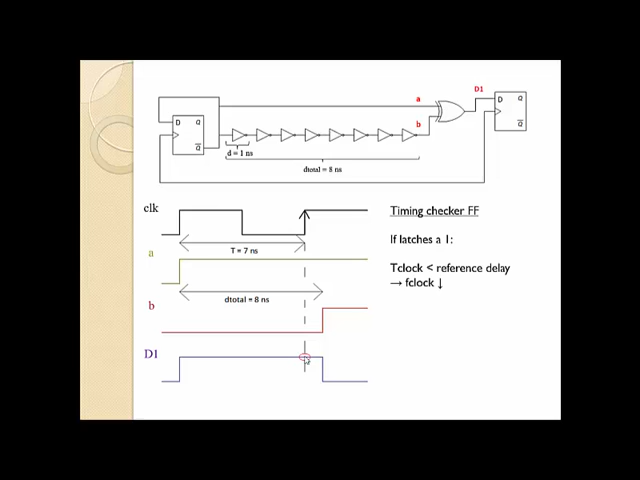 D1
a
D Q
D Q
b
Q
Q
d = 1 ns
dtotal = 8 ns
clk
Timing checker FF
T = 7 ns
If latches a 1:
a
Tclock < reference delay
→ fclock ↓
dtotal = 8 ns
b
D1